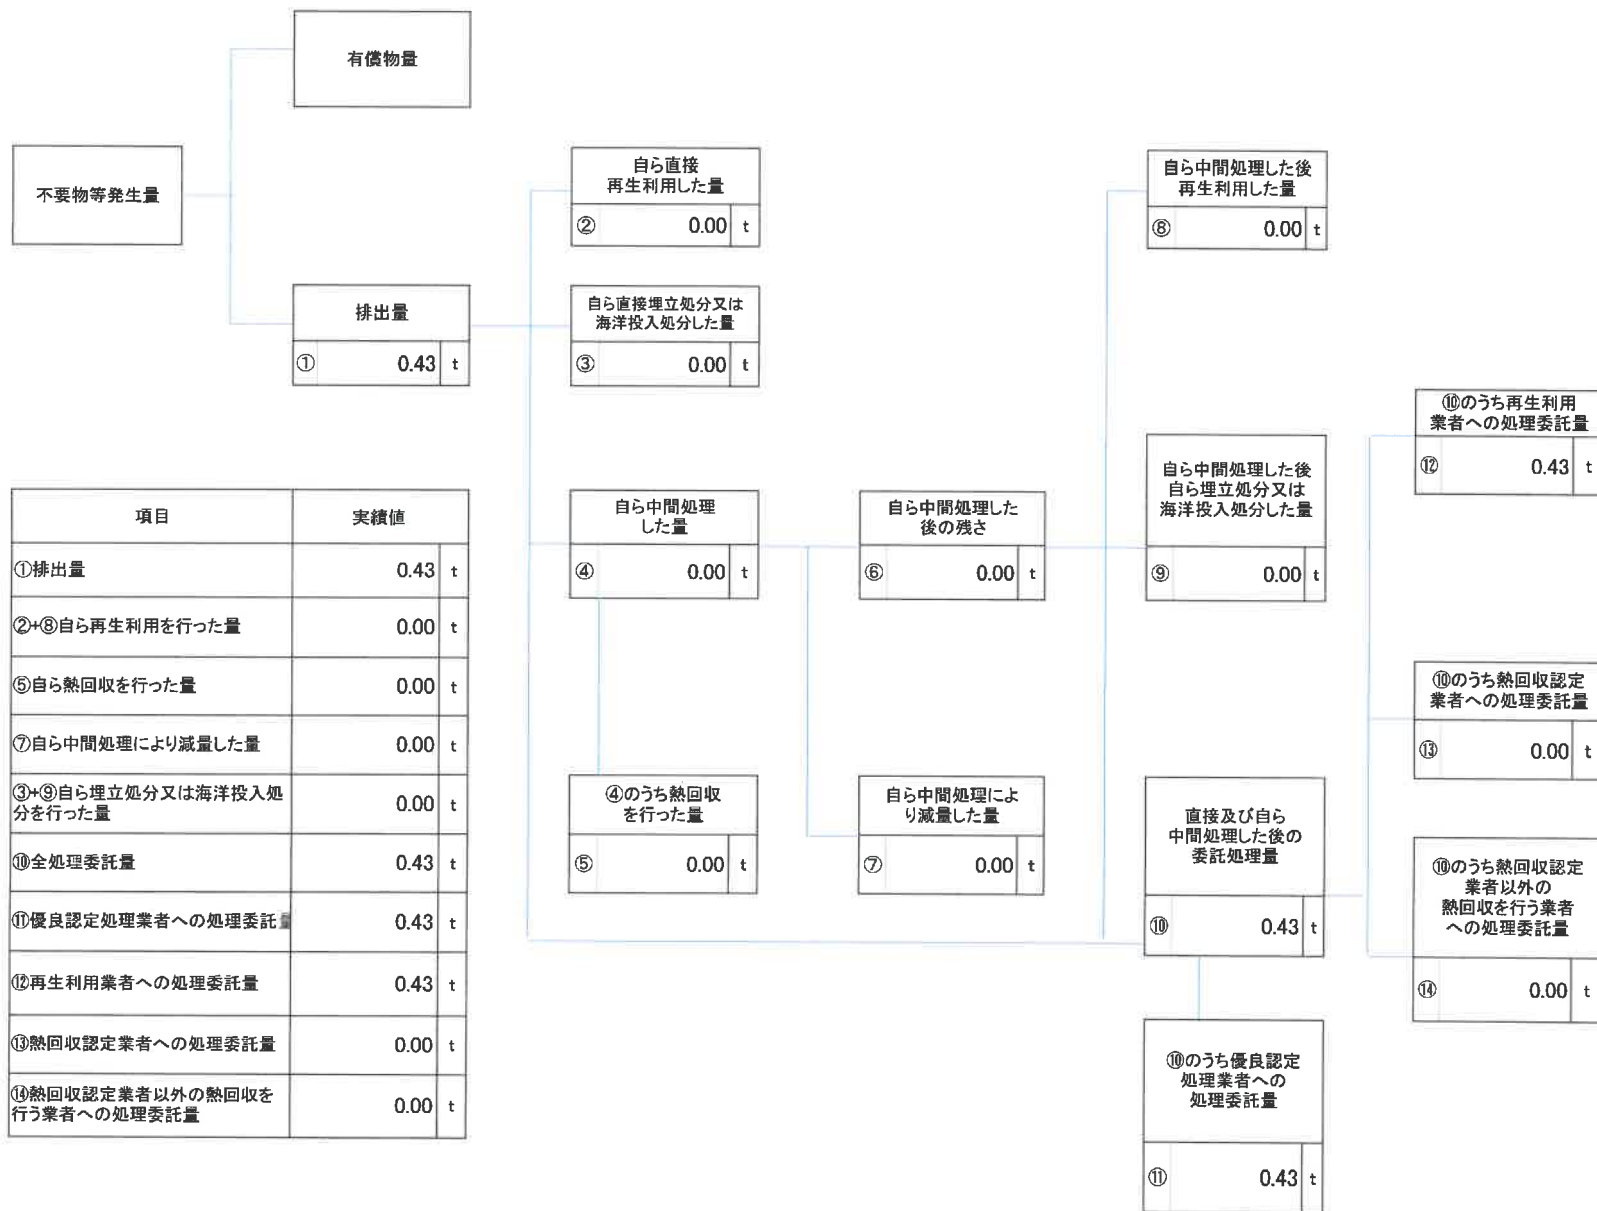 有償物量
不要物等発生量
排出量
① 0.43 t
自ら直接
再生利用した量
② 0.00 t
自ら直接埋立処分又は
海洋投入処分した量
③ 0.00 t
自ら中間処理した後
再生利用した量
⑧ 0.00 t
自ら中間処理
した量
④ 0.00 t
自ら中間処理した
後の残さ
⑥ 0.00 t
自ら中間処理した後
自ら埋立処分又は
海洋投入処分した量
⑨ 0.00 t
⑩のうち再生利用
業者への処理委託量
⑫ 0.43 t
⑩のうち熱回収認定
業者への処理委託量
⑬ 0.00 t
④のうち熱回収
を行った量
⑤ 0.00 t
自ら中間処理によ
り減量した量
⑦ 0.00 t
直接及び自ら
中間処理した後の
委託処理量
⑩ 0.43 t
⑩のうち熱回収認定
業者以外の
熱回収を行う業者
への処理委託量
⑭ 0.00 t
⑩のうち優良認定
処理業者への
処理委託量
⑪ 0.43 t
項目 実績値
①排出量 0.43 t
②+⑧自ら再生利用を行った量 0.00 t
⑤自ら熱回収を行った量 0.00 t
⑦自ら中間処理により減量した量 0.00 t
③+⑨自ら埋立処分又は海洋投入処
分を行った量 0.00 t
⑩全処理委託量 0.43 t
⑪優良認定処理業者への処理委託量 0.43 t
⑫再生利用業者への処理委託量 0.43 t
⑬熱回収認定業者への処理委託量 0.00 t
⑭熱回収認定業者以外の熱回収を
行う業者への処理委託量 0.00 t